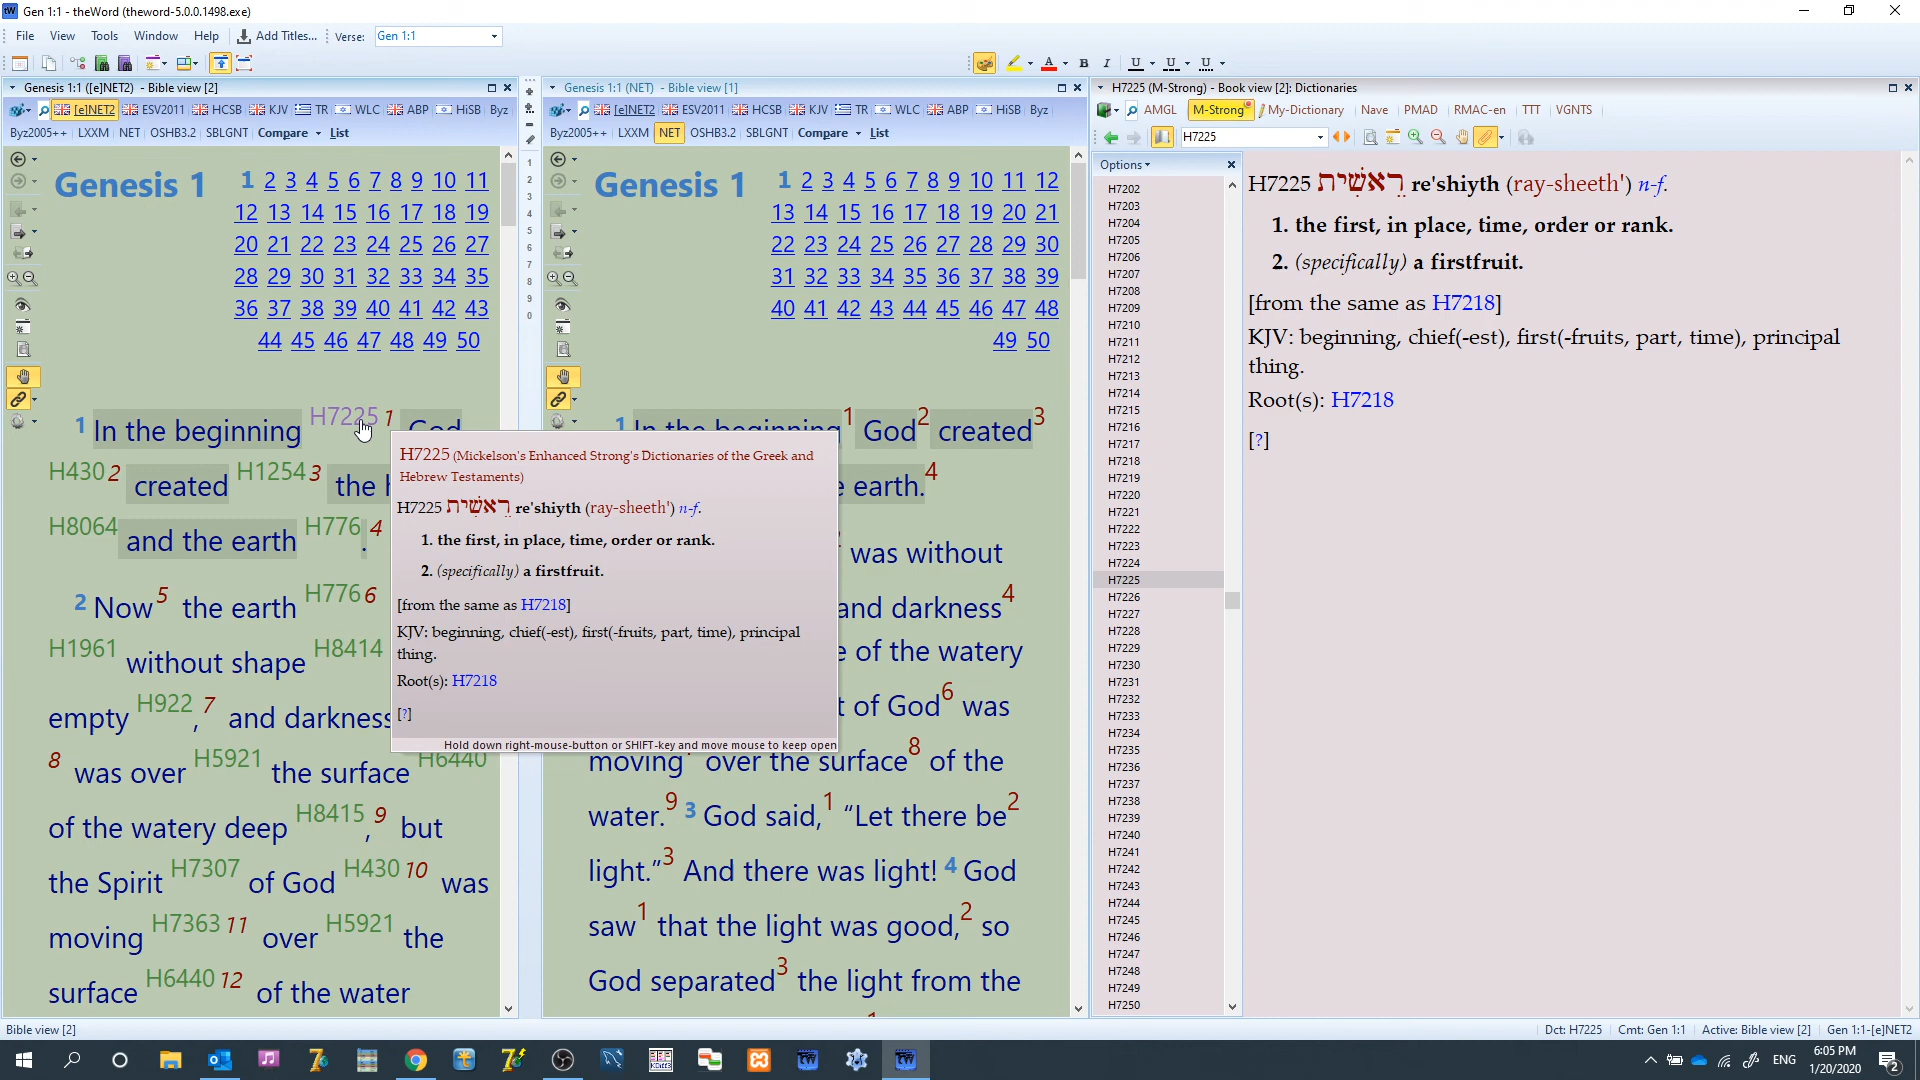 Gen 1:1 - theWord (theword-5.0.0.1498.exe)
File View Tools Window Help Add Titles... Verse: Gen 1:1
Genesis 1:1 ([e]NET2) - Bible view [2]
[e]NET2 ESV2011 HCSB KJV TR WLC ABP HiSB Byz
Byz2005++ LXXM NET OSHB3.2 SBLGNT Compare List
Genesis 1
1 2 3 4 5 6 7 8 9 10 11
12 13 14 15 16 17 18 19
20 21 22 23 24 25 26 27
28 29 30 31 32 33 34 35
36 37 38 39 40 41 42 43
44 45 46 47 48 49 50
1 In the beginning H7225 1 God
H430 2 created H1254 3 the h
H8064 and the earth H776 . 4
2 Now 5 the earth H776 6
H1961 without shape H8414
empty H922 , 7 and darkness
8 was over H5921 the surface H6440
of the watery deep H8415 , 9 but
the Spirit H7307 of God H430 10 was
moving H7363 11 over H5921 the
surface H6440 12 of the water
1
2
3
4
5
6
7
8
9
0
Genesis 1:1 (NET) - Bible view [1]
[e]NET2 ESV2011 HCSB KJV TR WLC ABP HiSB Byz
Byz2005++ LXXM NET OSHB3.2 SBLGNT Compare List
Genesis 1
1 2 3 4 5 6 7 8 9 10 11 12
13 14 15 16 17 18 19 20 21
22 23 24 25 26 27 28 29 30
31 32 33 34 35 36 37 38 39
40 41 42 43 44 45 46 47 48
49 50
1 In the beginning 1 God 2 created 3
e earth. 4
was without
and darkness 4
e of the watery
t of God 6 was
moving 7 over the surface 8 of the
water. 9 3 God said, 1 “Let there be 2
light.” 3 And there was light! 4 God
saw 1 that the light was good, 2 so
God separated 3 the light from the
H7225 (Mickelson's Enhanced Strong's Dictionaries of the Greek and
Hebrew Testaments)
H7225 רֵאשִׁית re'shiyth (ray-sheeth') n-f.
1. the first, in place, time, order or rank.
2. (specifically) a firstfruit.
[from the same as H7218]
KJV: beginning, chief(-est), first(-fruits, part, time), principal
thing.
Root(s): H7218
[?]
Hold down right-mouse-button or SHIFT-key and move mouse to keep open
H7225 (M-Strong) - Book view [2]: Dictionaries
AMGL M-Strong My-Dictionary Nave PMAD RMAC-en TTT VGNTS
H7225
Options
H7202
H7203
H7204
H7205
H7206
H7207
H7208
H7209
H7210
H7211
H7212
H7213
H7214
H7215
H7216
H7217
H7218
H7219
H7220
H7221
H7222
H7223
H7224
H7225
H7226
H7227
H7228
H7229
H7230
H7231
H7232
H7233
H7234
H7235
H7236
H7237
H7238
H7239
H7240
H7241
H7242
H7243
H7244
H7245
H7246
H7247
H7248
H7249
H7250
H7225 רֵאשִׁית re'shiyth (ray-sheeth') n-f.
1. the first, in place, time, order or rank.
2. (specifically) a firstfruit.
[from the same as H7218]
KJV: beginning, chief(-est), first(-fruits, part, time), principal
thing.
Root(s): H7218
[?]
Bible view [2] Dct: H7225 Cmt: Gen 1:1 Active: Bible view [2] Gen 1:1-[e]NET2
ENG
6:05 PM
1/20/2020
2